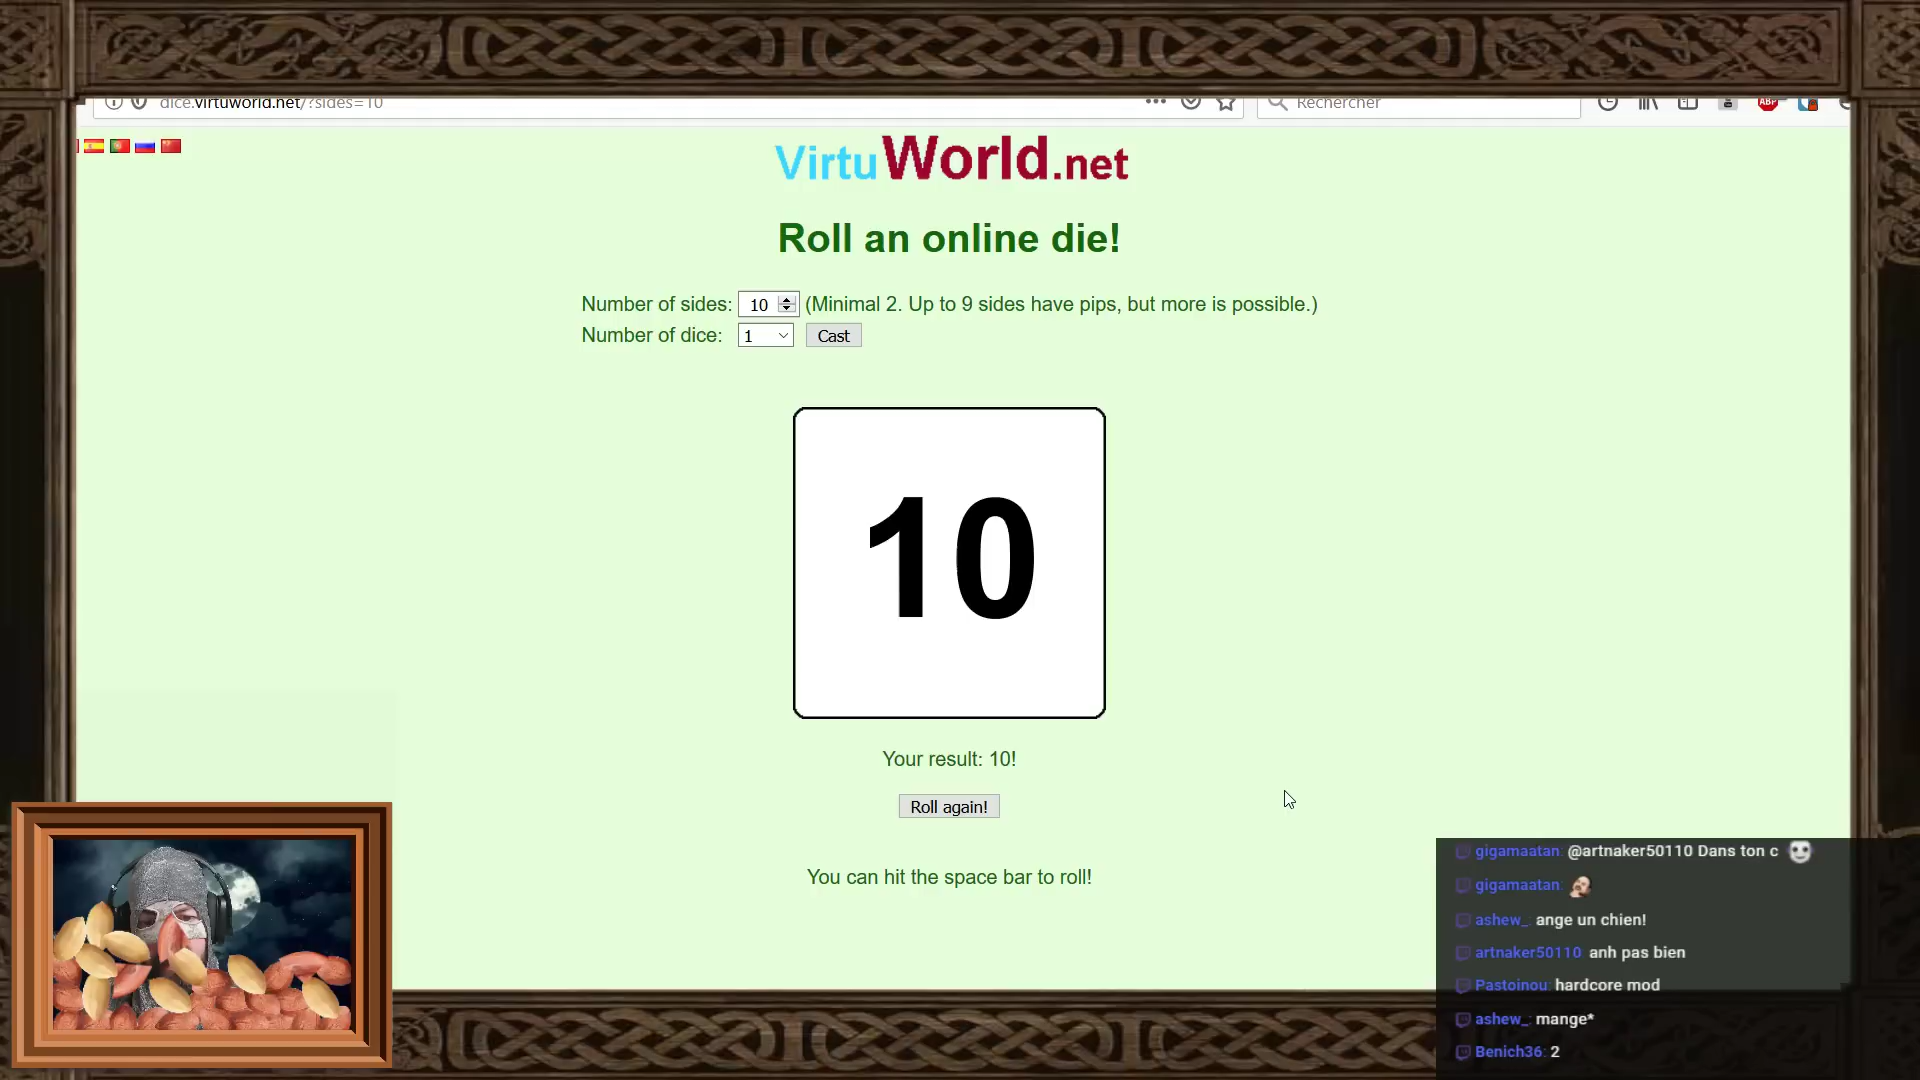 dice.virtuworld.net/?sides=10
Rechercher
ABP
VirtuWorld.net
Roll an online die!
Number of sides: 10 (Minimal 2. Up to 9 sides have pips, but more is possible.)
Number of dice: 1 Cast
10
Your result: 10!
Roll again!
You can hit the space bar to roll!
gigamaatan: @artnaker50110 Dans ton c
gigamaatan:
ashew_: ange un chien!
artnaker50110 anh pas bien
Pastoinou: hardcore mod
ashew_: mange*
Benich36: 2